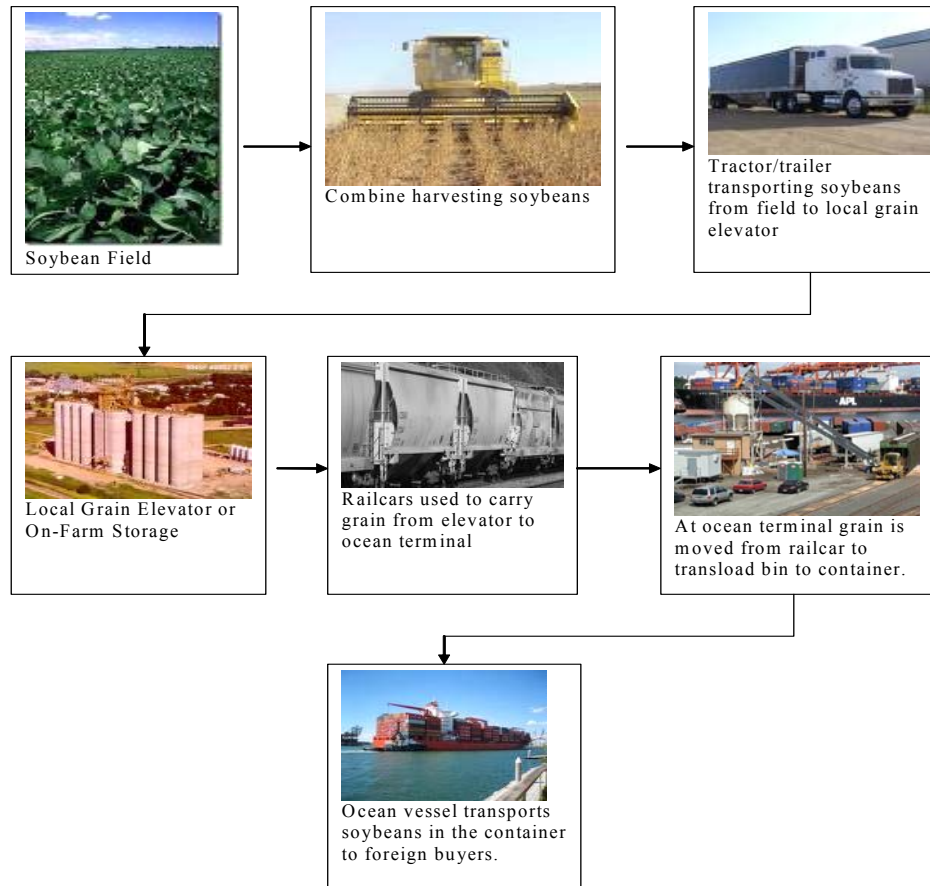 Soybean Field
Combine harvesting soybeans
Tractor/trailer
transporting soybeans
from field to local grain
elevator
Local Grain Elevator or
On-Farm Storage
Railcars used to carry
grain from elevator to
ocean terminal
APL
At ocean terminal grain is
moved from railcar to
transload bin to container.
Ocean vessel transports
soybeans in the container
to foreign buyers.